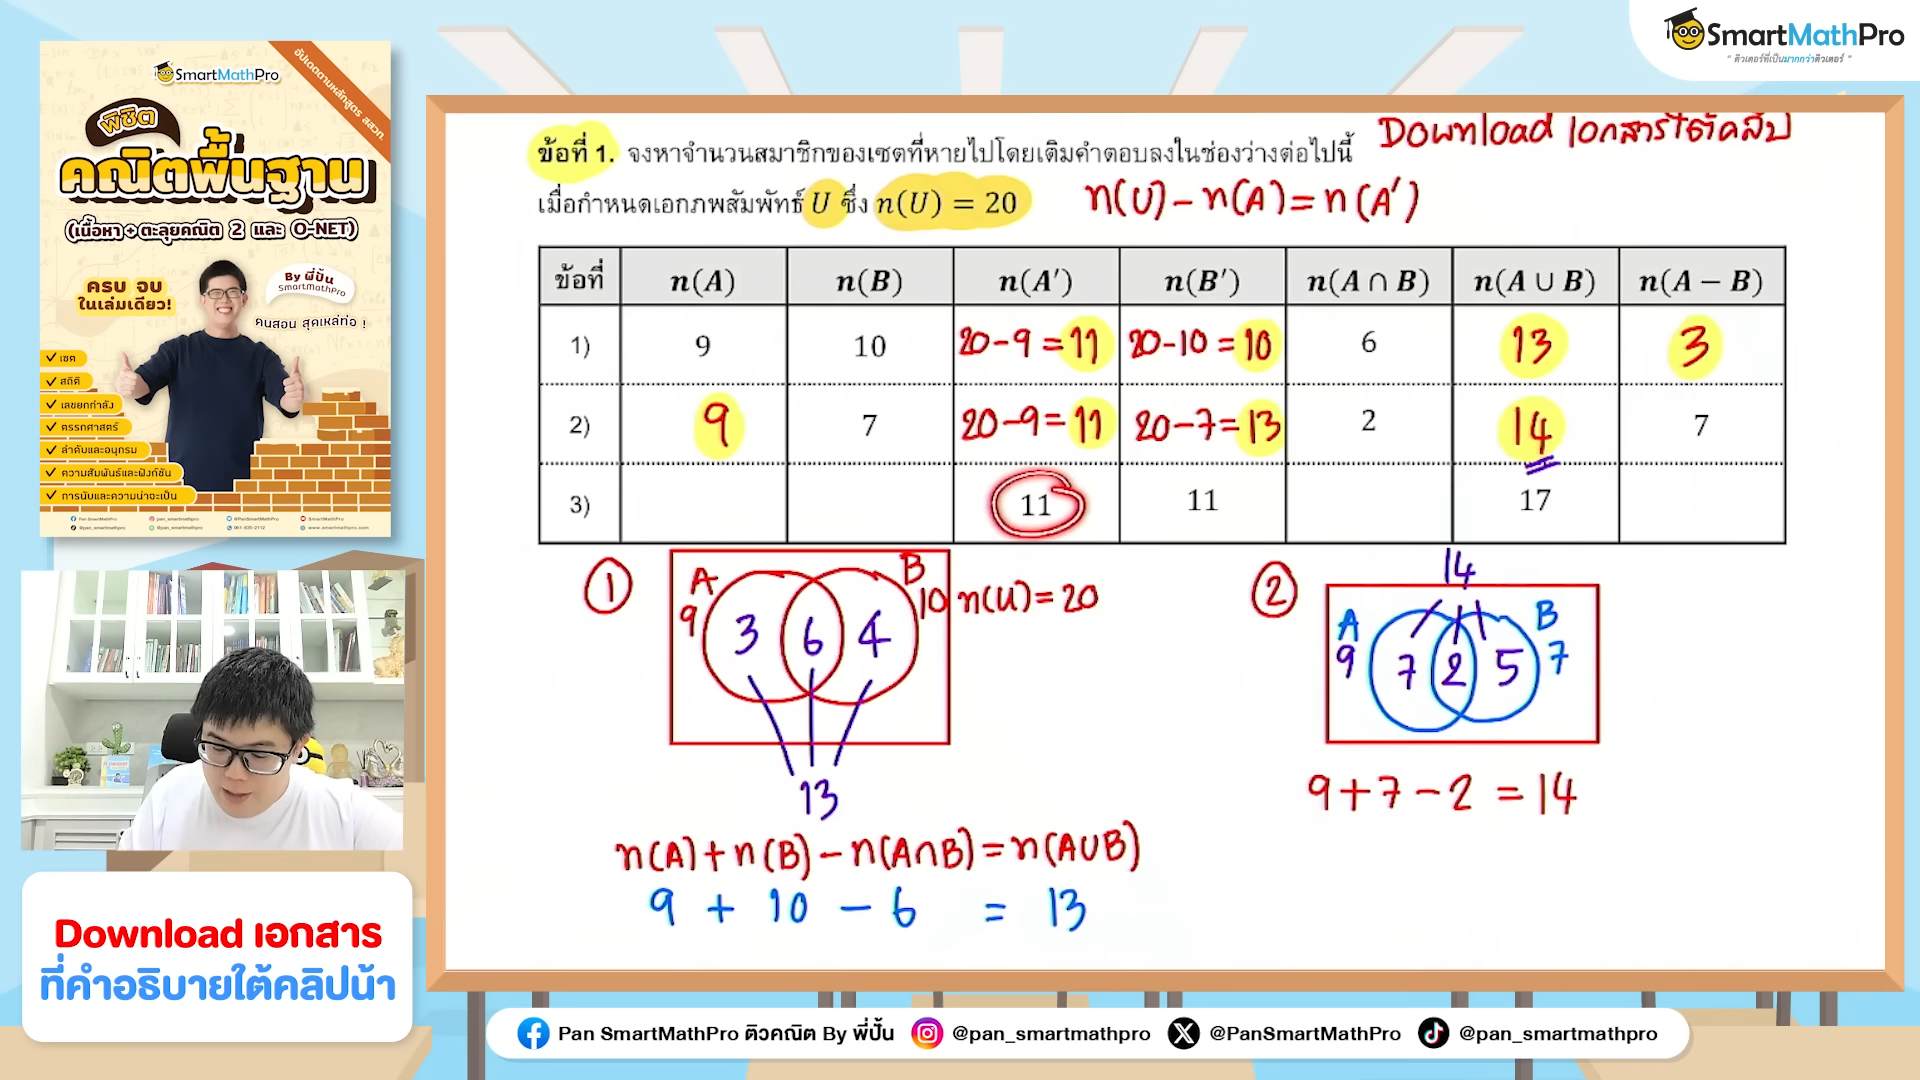 SmartMathPro
" ติวเตอร์ที่เป็นมากกว่าติวเตอร์ "
อัปเดตตามหลักสูตร สสวท.
SmartMathPro
พิชิต
คณิตพื้นฐาน
(เนื้อหา+ตะลุยคณิต 2 และ O-NET)
ครบ จบ
ในเล่มเดียว!
By พี่ปั้น
SmartMathPro
คนสอน สุดเหล่ท่อ !
เซต
สถิติ
เลขยกกำลัง
ตรรกศาสตร์
ลำดับและอนุกรม
ความสัมพันธ์และฟังก์ชัน
การนับและความน่าจะเป็น
Pan SmartMathPro
@pan_smartmathpro
@PanSmartMathPro
SmartMathPro
@pan_smartmathpro
@pan_smartmathpro
www.smartmathpro.com
Download เอกสารใต้คลิป
ข้อที่ 1. จงหาจำนวนสมาชิกของเซตที่หายไปโดยเติมคำตอบลงในช่องว่างต่อไปนี้
เมื่อกำหนดเอกภพสัมพัทธ์ U ซึ่ง n(U) = 20
n(U) - n(A) = n(A')
ข้อที่ n(A) n(B) n(A′) n(B′) n(A ∩ B) n(A ∪ B) n(A − B)
1) 9 10 20-9 = 11 20-10 = 10 6 13 3
2) 9 7 20-9 = 11 20-7 = 13 2 14 7
3) 11 11 17
1
A
9
3 6 4
B
10
n(U) = 20
13
n(A) + n(B) - n(A∩B) = n(A∪B)
9 + 10 - 6 = 13
2
14
A
9
7 2 5
B
7
9 + 7 - 2 = 14
Download เอกสาร
ที่คำอธิบายใต้คลิปน้า
Pan SmartMathPro ติวคณิต By พี่ปั้น @pan_smartmathpro @PanSmartMathPro @pan_smartmathpro